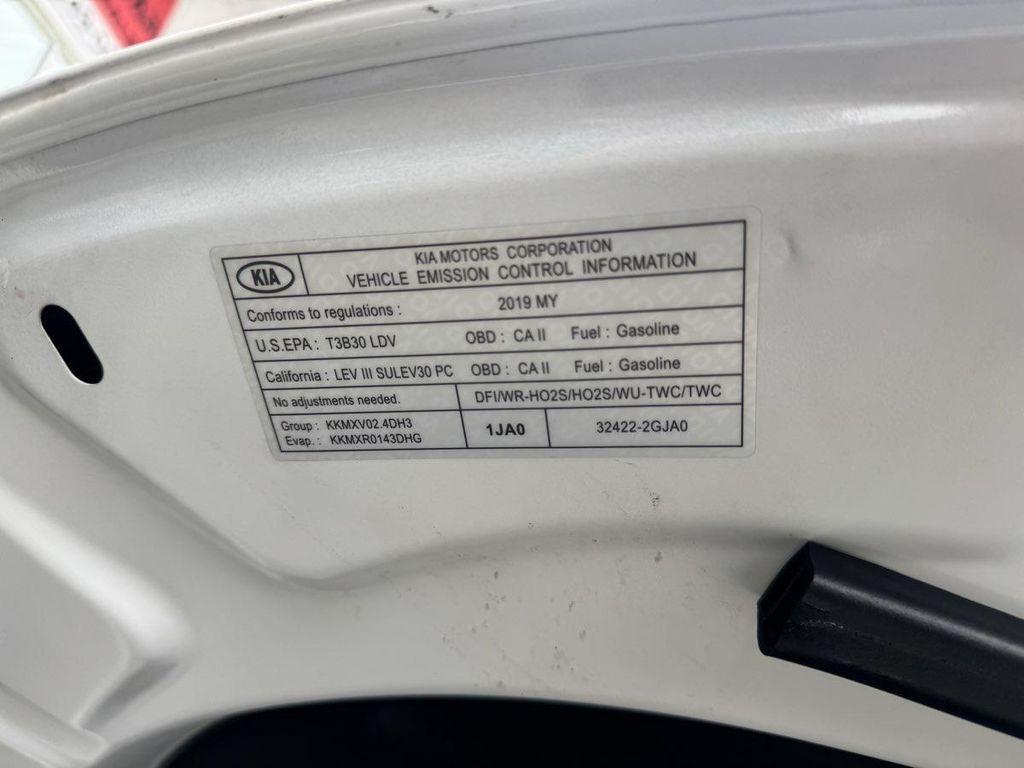 KIA
KIA MOTORS CORPORATION
VEHICLE EMISSION CONTROL INFORMATION
Conforms to regulations : 2019 MY
U.S.EPA : T3B30 LDV OBD : CA II Fuel : Gasoline
California : LEV III SULEV30 PC OBD : CA II Fuel : Gasoline
No adjustments needed. DFI/WR-HO2S/HO2S/WU-TWC/TWC
Group : KKMXV02.4DH3
Evap. : KKMXR0143DHG
1JA0
32422-2GJA0